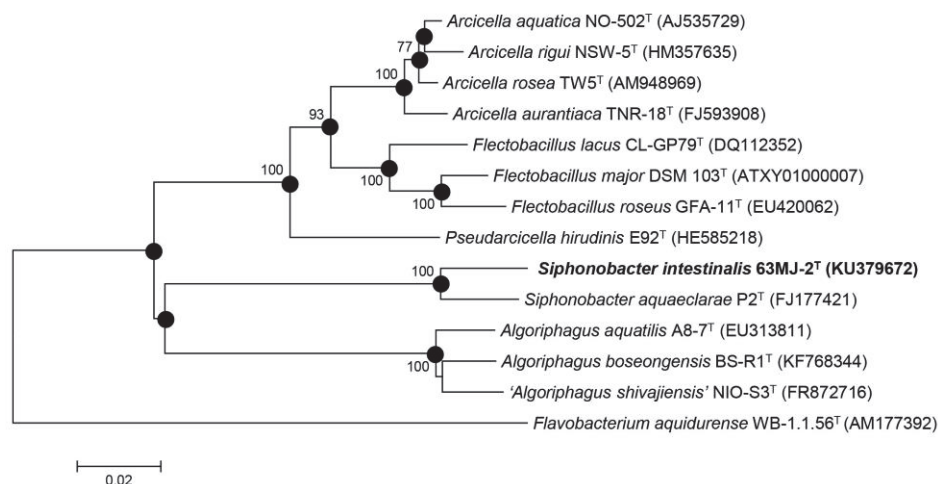 Arcicella aquatica NO-502ᵀ (AJ535729)
77
Arcicella rigui NSW-5ᵀ (HM357635)
100
Arcicella rosea TW5ᵀ (AM948969)
93
Arcicella aurantiaca TNR-18ᵀ (FJ593908)
Flectobacillus lacus CL-GP79ᵀ (DQ112352)
100
100
Flectobacillus major DSM 103ᵀ (ATXY01000007)
100
Flectobacillus roseus GFA-11ᵀ (EU420062)
Pseudarcicella hirudinis E92ᵀ (HE585218)
100
Siphonobacter intestinalis 63MJ-2ᵀ (KU379672)
Siphonobacter aquaeclarae P2ᵀ (FJ177421)
Algoriphagus aquatilis A8-7ᵀ (EU313811)
100
Algoriphagus boseongensis BS-R1ᵀ (KF768344)
'Algoriphagus shivajiensis' NIO-S3ᵀ (FR872716)
Flavobacterium aquidurense WB-1.1.56ᵀ (AM177392)
0.02